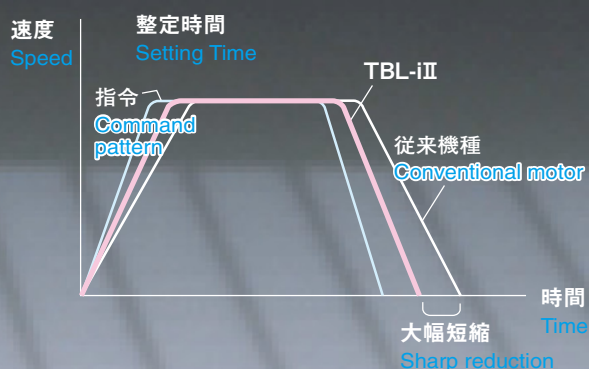 速度
Speed
整定時間
Setting Time
指令
Command
pattern
TBL-iⅡ
従来機種
Conventional motor
時間
Time
大幅短縮
Sharp reduction